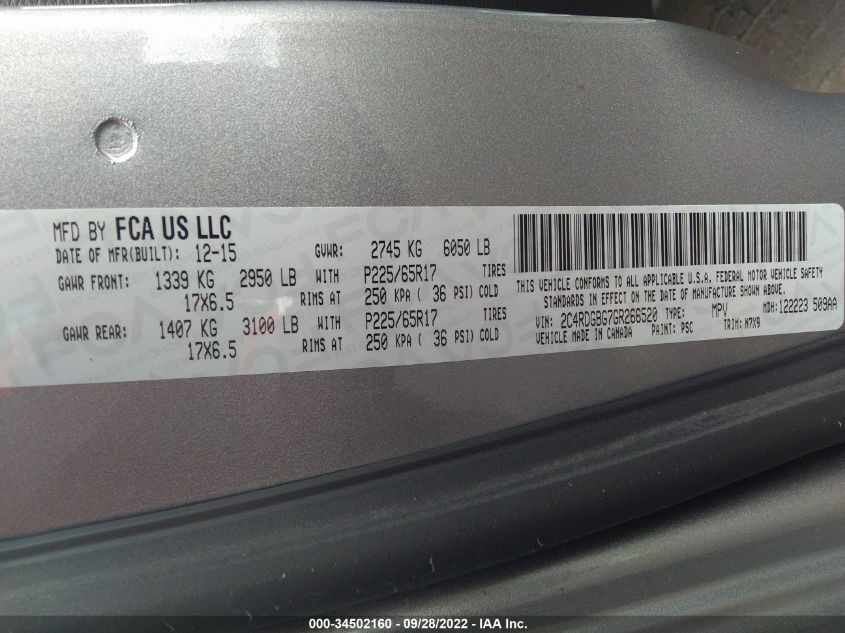 MFD BY FCA US LLC
DATE OF MFR(BUILT): 12-15 GVWR: 2745 KG 6050 LB
GAWR FRONT: 1339 KG 2950 LB WITH P225/65R17 TIRES
17X6.5 RIMS AT 250 KPA ( 36 PSI) COLD
GAWR REAR: 1407 KG 3100 LB WITH P225/65R17 TIRES
17X6.5 RIMS AT 250 KPA ( 36 PSI) COLD
THIS VEHICLE CONFORMS TO ALL APPLICABLE U.S.A. FEDERAL MOTOR VEHICLE SAFETY
STANDARDS IN EFFECT ON THE DATE OF MANUFACTURE SHOWN ABOVE.
VIN: 2C4RDGBG7GR266520 TYPE: MPV MDH: 122223 509AA
VEHICLE MADE IN CANADA PAINT: PSC TRIM: N7X9
000-34502160 - 09/28/2022 - IAA Inc.